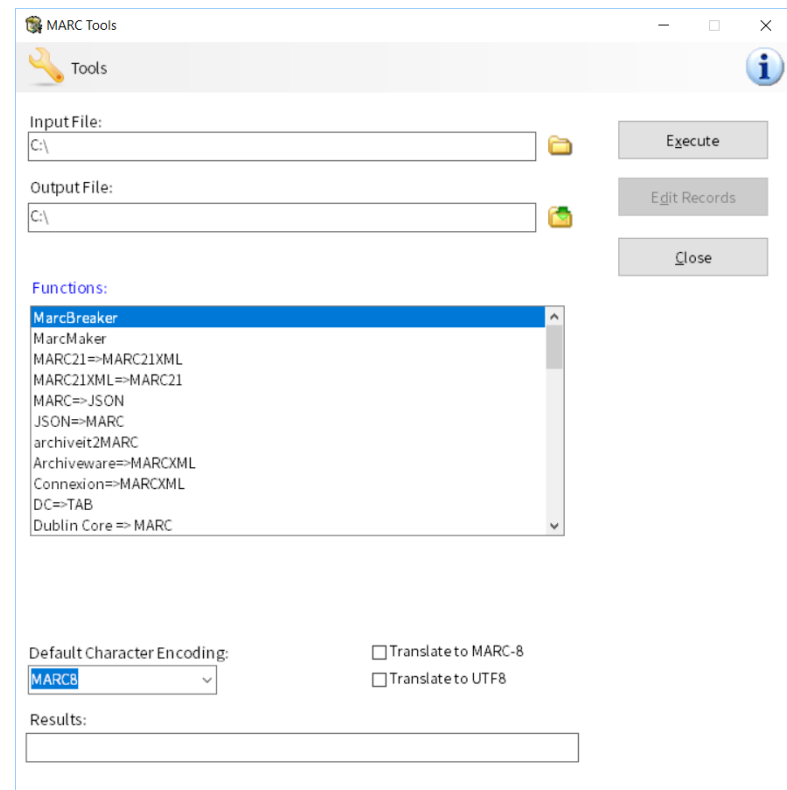 MARC Tools
Tools
Input File:
C:\
Execute
Output File:
C:\
Edit Records
Close
Functions:
MarcBreaker
MarcMaker
MARC21=>MARC21XML
MARC21XML=>MARC21
MARC=>JSON
JSON=>MARC
archiveit2MARC
Archiveware=>MARCXML
Connexion=>MARCXML
DC=>TAB
Dublin Core => MARC
Default Character Encoding:
Translate to MARC-8
MARC8
Translate to UTF8
Results: